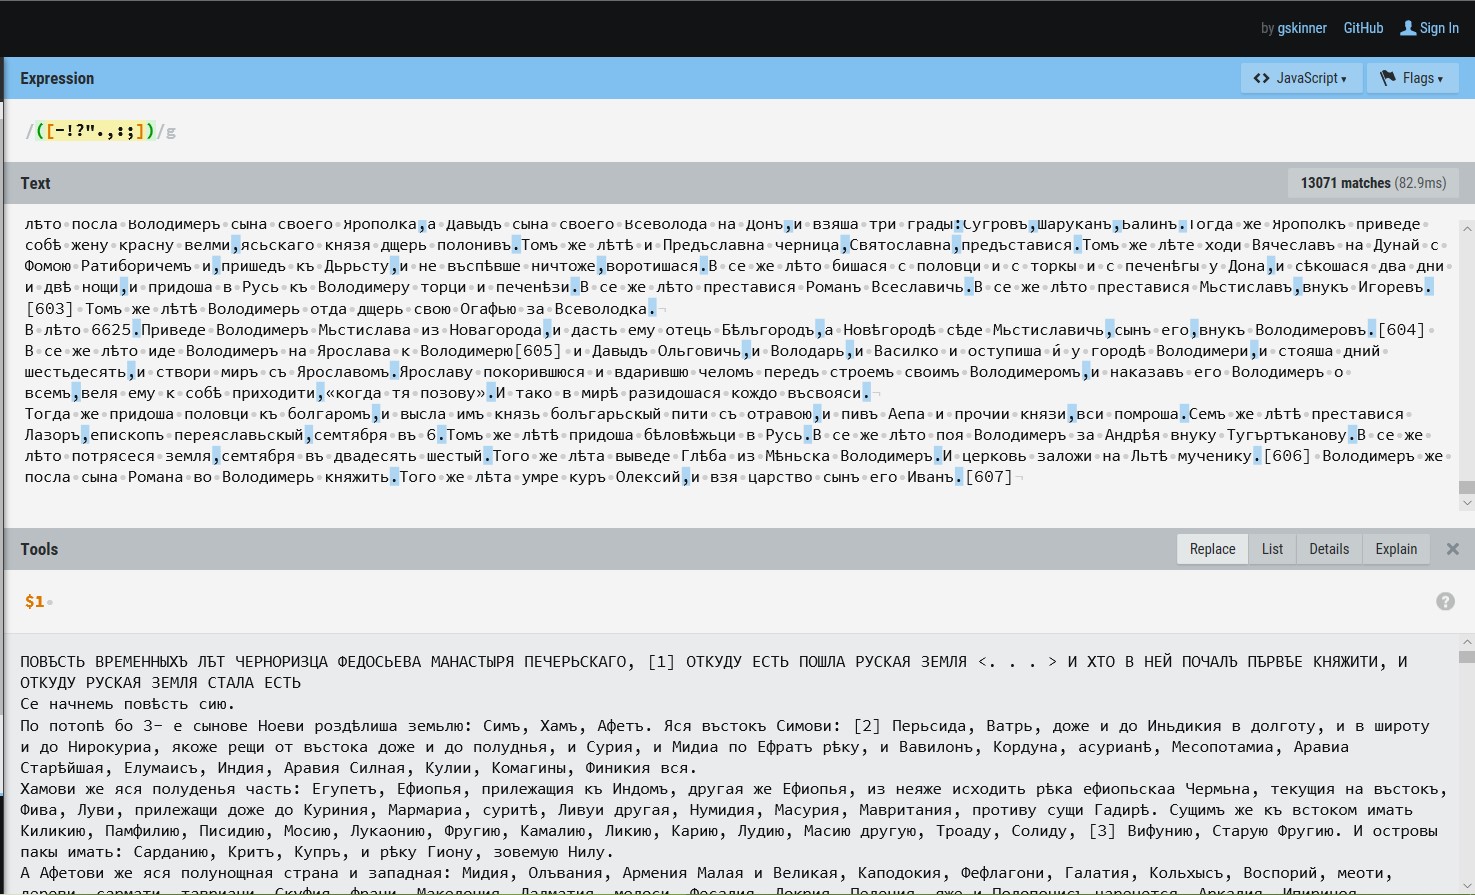 by gskinner GitHub Sign In
Expression
<> JavaScript Flags
/([-!?".,:;])/g
Text
13071 matches (82.9ms)
лѣто посла Володимеръ сына своего Ярополка,а Давыдъ сына своего Всеволода на Донъ,и взяша три грады:Сугровъ,Шаруканъ,Балинъ.Тогда же Ярополкъ приведе
собѣ жену красну велми,ясьскаго князя дщерь полонивъ.Томъ же лѣтѣ и Предъславна черница,Святославна,предъставися.Томъ же лѣте ходи Вячеславъ на Дунай с
Фомою Ратиборичемъ и,пришедъ къ Дьрьсту,и не въспѣвше ничтоже,воротишася.В се же лѣто бишася с половци и с торкы и с печенѣгы у Дона,и сѣкошася два дни
и двѣ нощи,и придоша в Русь къ Володимеру торци и печенѣзи.В се же лѣто преставися Романъ Всеславичь.В се же лѣто преставися Мьстиславъ,внукъ Игоревъ.
[603] Томъ же лѣтѣ Володимерь отда дщерь свою Огафью за Всеволодка.
В лѣто 6625.Приведе Володимеръ Мьстислава из Новагорода,и дасть ему отець Бѣлъгородъ,а Новѣгородѣ сѣде Мьстиславичь,сынъ его,внукъ Володимеровъ.[604]
В се же лѣто иде Володимеръ на Ярослава к Володимерю[605] и Давыдъ Ольговичь,и Володарь,и Василко и оступиша й у городѣ Володимери,и стояша дний
шестьдесять,и створи миръ съ Ярославомъ.Ярославу покорившюся и вдарившю челомъ передъ строемъ своимъ Володимеромъ,и наказавъ его Володимеръ о
всемъ,веля ему к собѣ приходити,«когда тя позову».И тако в мирѣ разидошася кождо въсвояси.
Тогда же придоша половци къ болгаромъ,и высла имъ князь болъгарьскый пити съ отравою,и пивъ Аепа и прочии князи,вси помроша.Семъ же лѣтѣ преставися
Лазоръ,епископъ переяславьскый,семтября въ 6.Томъ же лѣтѣ придоша бѣловѣжьци в Русь.В се же лѣто поя Володимеръ за Андрѣя внуку Тугъртъканову.В се же
лѣто потрясеся земля,семтября въ двадесять шестый.Того же лѣта выведе Глѣба из Мѣньска Володимеръ.И церковь заложи на Льтѣ мученику.[606] Володимеръ же
посла сына Романа во Володимерь княжить.Того же лѣта умре куръ Олексий,и взя царство сынъ его Иванъ.[607]
Tools
Replace List Details Explain
$1
ПОВѢСТЬ ВРЕМЕННЫХЪ ЛѢТ ЧЕРНОРИЗЦА ФЕДОСЬЕВА МАНАСТЫРЯ ПЕЧЕРЬСКАГО, [1] ОТКУДУ ЕСТЬ ПОШЛА РУСКАЯ ЗЕМЛЯ <. . . > И ХТО В НЕЙ ПОЧАЛЪ ПѢРВѢЕ КНЯЖИТИ, И
ОТКУДУ РУСКАЯ ЗЕМЛЯ СТАЛА ЕСТЬ
Се начнемь повѣсть сию.
По потопѣ бо 3- е сынове Ноеви роздѣлиша земьлю: Симъ, Хамъ, Афетъ. Яся въстокъ Симови: [2] Перьсида, Ватрь, доже и до Иньдикия в долготу, и в широту
и до Нирокуриа, якоже рещи от въстока доже и до полуднья, и Сурия, и Мидиа по Ефратъ рѣку, и Вавилонъ, Кордуна, асурианѣ, Месопотамиа, Аравиа
Старѣйшая, Елумаисъ, Индия, Аравия Силная, Кулии, Комагины, Финикия вся.
Хамови же яся полуденья часть: Егупетъ, Ефиопья, прилежащия къ Индомъ, другая же Ефиопья, из неяже исходить рѣка ефиопьскаа Чермьна, текущия на въстокъ,
Фива, Луви, прилежащи доже до Куриния, Мармариа, суритѣ, Ливуи другая, Нумидия, Масурия, Мавритания, противу сущи Гадирѣ. Сущимъ же къ встоком имать
Киликию, Памфилию, Писидию, Мосию, Лукаонию, Фругию, Камалию, Ликию, Карию, Лудию, Масию другую, Троаду, Солиду, [3] Вифунию, Старую Фругию. И островы
пакы имать: Сарданию, Критъ, Купръ, и рѣку Гиону, зовемую Нилу.
А Афетови же яся полунощная страна и западная: Мидия, Олъвания, Армения Малая и Великая, Каподокия, Фефлагони, Галатия, Кольхысъ, Воспорий, меоти,